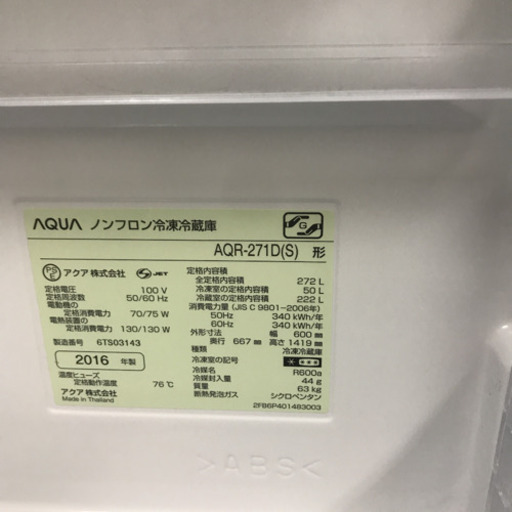 AQUA ノンフロン冷凍冷蔵庫
AQR-271D(S) 形
PSE アクア株式会社 S JET
定格電圧 100 V
定格周波数 50/60 Hz
電動機の
定格消費電力 70/75 W
電熱装置の
定格消費電力 130/130 W
製造番号 6TS03143
2016 年製
温度ヒューズ
定格動作温度 76℃
アクア株式会社
Made in Thailand
定格内容積
全定格内容積 272 L
冷凍室の定格内容積 50 L
冷蔵室の定格内容積 222 L
消費電力量 (JIS C 9801-2006年)
50Hz 340 kWh/年
60Hz 340 kWh/年
外形寸法 幅 600 mm
奥行 667 mm 高さ 1419 mm
種類 冷凍冷蔵庫
冷凍室の記号
冷媒 R600a
冷媒封入量 44 g
質量 63 kg
断熱発泡ガス シクロペンタン
2FB6P401483003
>ABS<